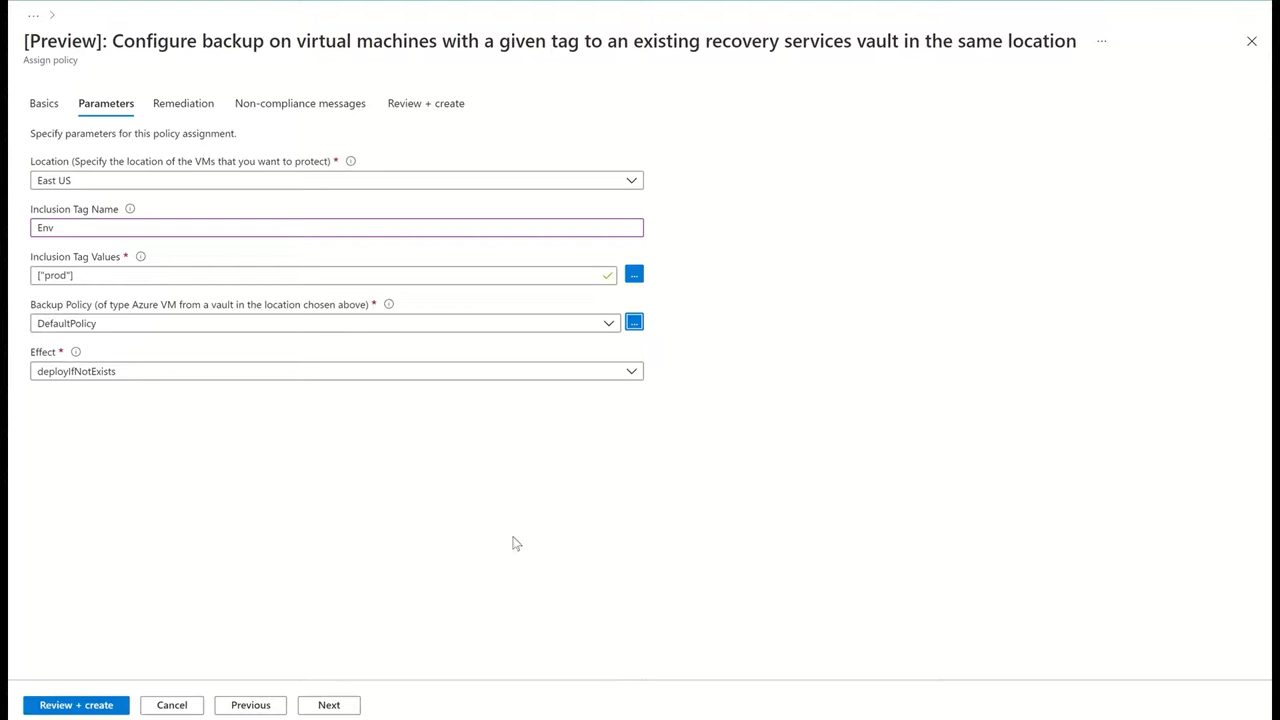 ...
[Preview]: Configure backup on virtual machines with a given tag to an existing recovery services vault in the same location ...
Assign policy
Basics Parameters Remediation Non-compliance messages Review + create
Specify parameters for this policy assignment.
Location (Specify the location of the VMs that you want to protect) *
East US
Inclusion Tag Name
Env
Inclusion Tag Values *
["prod"]
...
Backup Policy (of type Azure VM from a vault in the location chosen above) *
DefaultPolicy
...
Effect *
deployIfNotExists
Review + create Cancel Previous Next